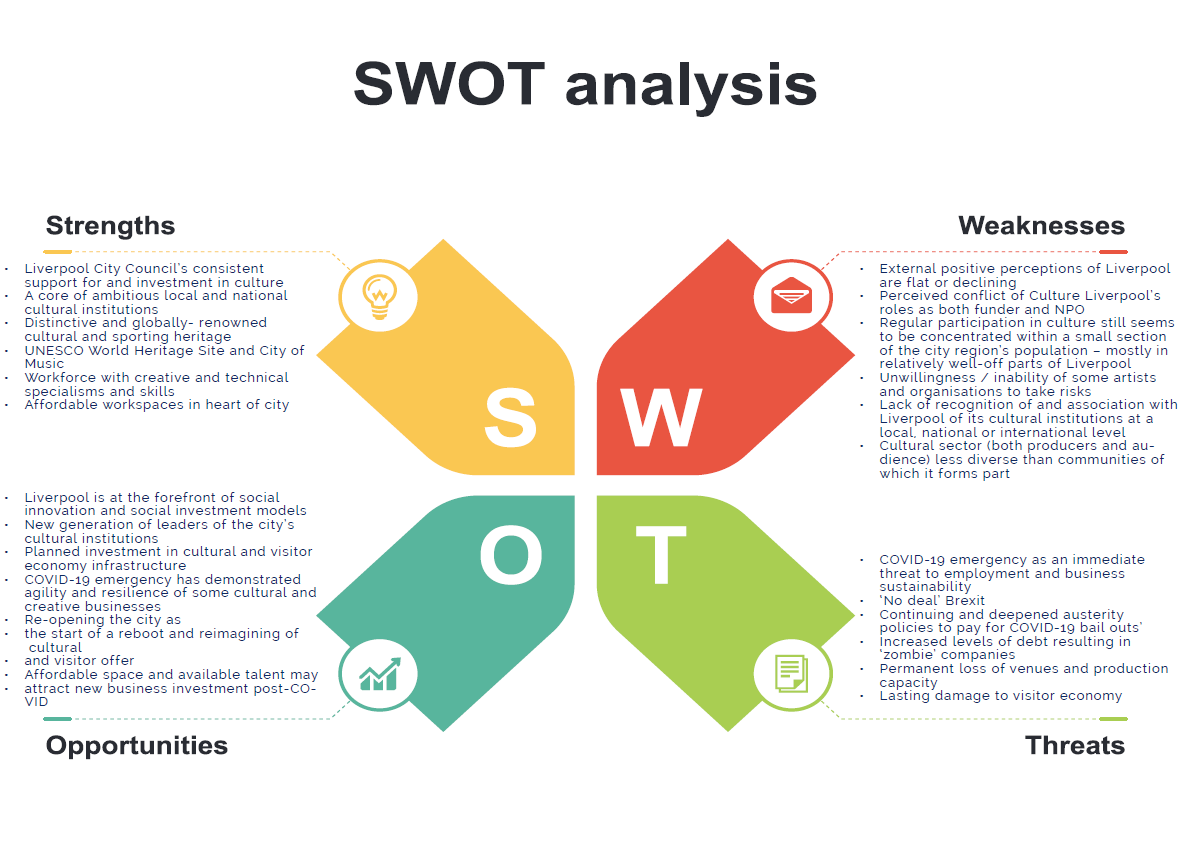 SWOT analysis
Strengths
• Liverpool City Council's consistent
support for and investment in culture
• A core of ambitious local and national
cultural institutions
• Distinctive and globally- renowned
cultural and sporting heritage
• UNESCO World Heritage Site and City of
Music
• Workforce with creative and technical
specialisms and skills
• Affordable workspaces in heart of city
Weaknesses
• External positive perceptions of Liverpool
are flat or declining
• Perceived conflict of Culture Liverpool's
roles as both funder and NPO
• Regular participation in culture still seems
to be concentrated within a small section
of the city region's population – mostly in
relatively well-off parts of Liverpool
• Unwillingness / inability of some artists
and organisations to take risks
• Lack of recognition of and association with
Liverpool of its cultural institutions at a
local, national or international level
• Cultural sector (both producers and au-
dience) less diverse than communities of
which it forms part
S
W
O
T
• Liverpool is at the forefront of social
innovation and social investment models
• New generation of leaders of the city's
cultural institutions
• Planned investment in cultural and visitor
economy infrastructure
• COVID-19 emergency has demonstrated
agility and resilience of some cultural and
creative businesses
• Re-opening the city as
• the start of a reboot and reimagining of
cultural
• and visitor offer
• Affordable space and available talent may
• attract new business investment post-CO-
VID
Opportunities
• COVID-19 emergency as an immediate
threat to employment and business
sustainability
• 'No deal' Brexit
• Continuing and deepened austerity
policies to pay for COVID-19 bail outs'
• Increased levels of debt resulting in
'zombie' companies
• Permanent loss of venues and production
capacity
• Lasting damage to visitor economy
Threats